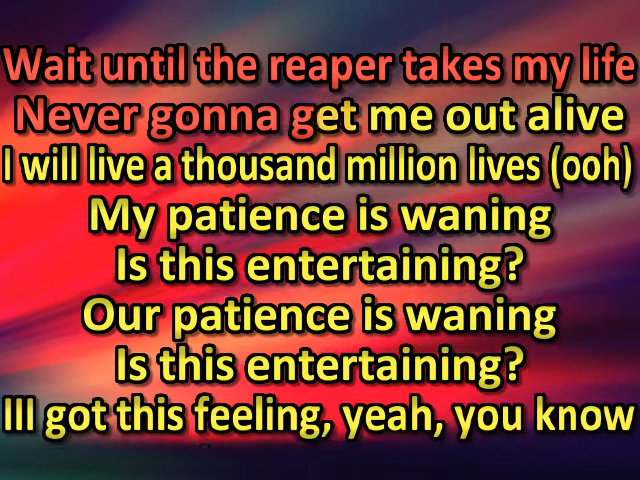 Wait until the reaper takes my life
Never gonna get me out alive
I will live a thousand million lives (ooh)
My patience is waning
Is this entertaining?
Our patience is waning
Is this entertaining?
III got this feeling, yeah, you know